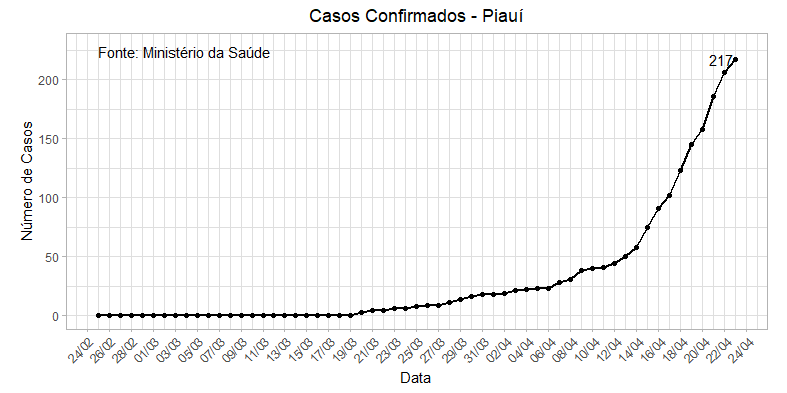 Casos Confirmados - Piauí
Fonte: Ministério da Saúde
217
Número de Casos
200
150
100
50
0
24/02 26/02 28/02 01/03 03/03 05/03 07/03 09/03 11/03 13/03 15/03 17/03 19/03 21/03 23/03 25/03 27/03 29/03 31/03 02/04 04/04 06/04 08/04 10/04 12/04 14/04 16/04 18/04 20/04 22/04 24/04
Data